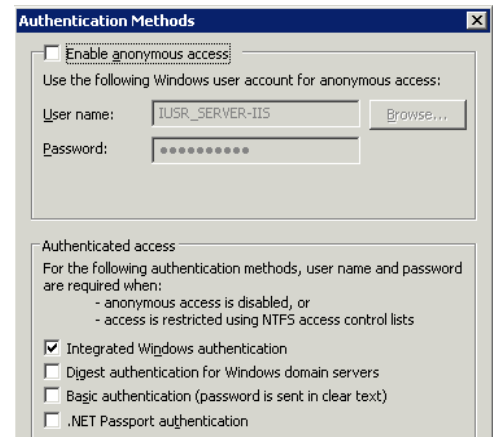 Authentication Methods
Enable anonymous access
Use the following Windows user account for anonymous access:
User name:
IUSR_SERVER-IIS
Browse...
Password:
●●●●●●●●●●
Authenticated access
For the following authentication methods, user name and password
are required when:
- anonymous access is disabled, or
- access is restricted using NTFS access control lists
Integrated Windows authentication
Digest authentication for Windows domain servers
Basic authentication (password is sent in clear text)
.NET Passport authentication